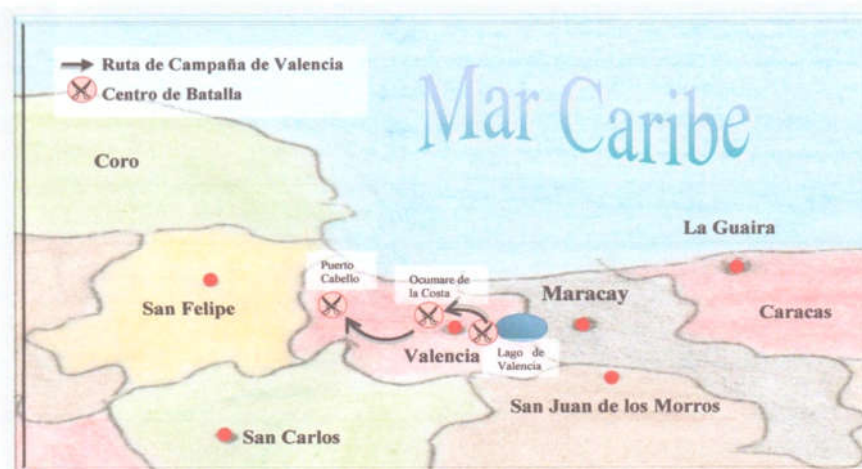 Ruta de Campaña de Valencia
Centro de Batalla
Mar Caribe
Coro
La Guaira
Puerto
Cabello
Ocumare de
la Costa
Maracay
San Felipe
Caracas
Valencia
Lago de
Valencia
San Juan de los Morros
San Carlos